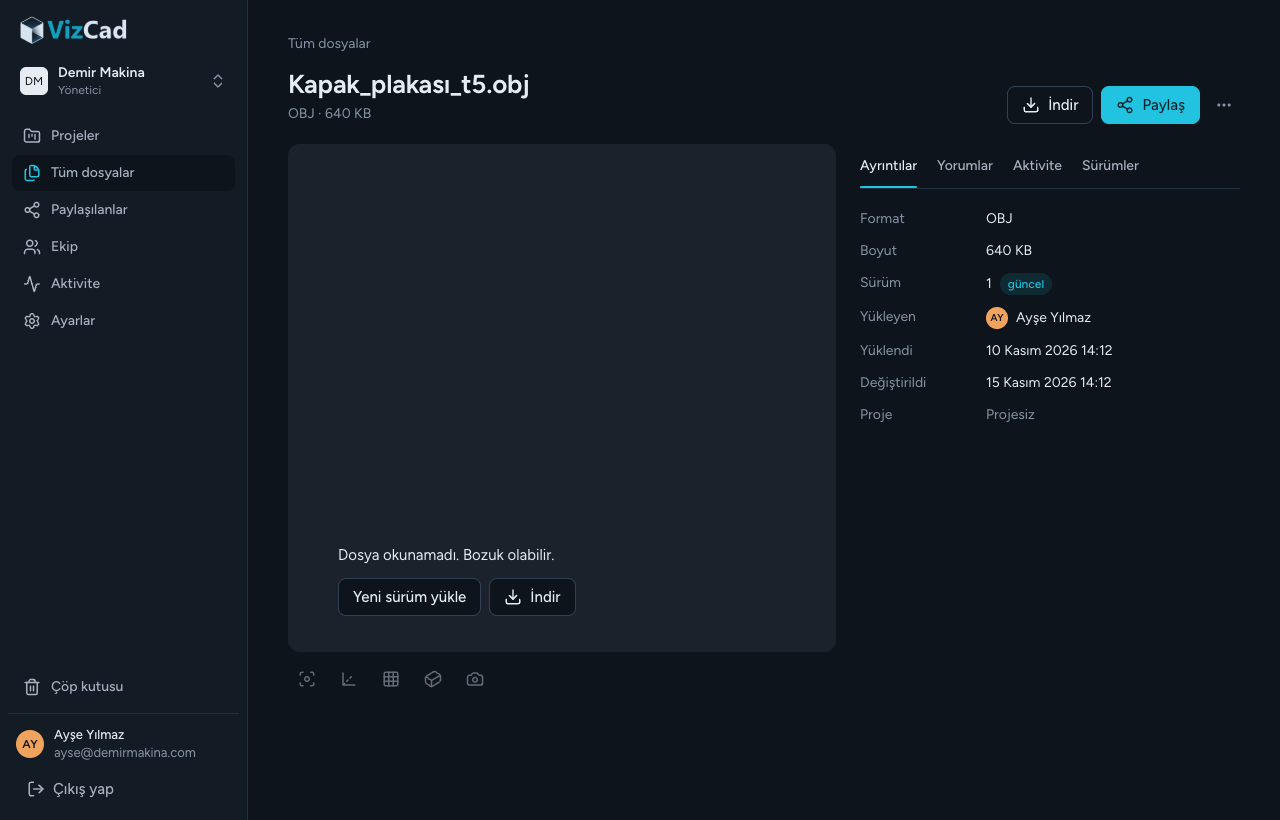 VizCad
DM
Demir Makina
Yönetici
Projeler
Tüm dosyalar
Paylaşılanlar
Ekip
Aktivite
Ayarlar
Çöp kutusu
AY
Ayşe Yılmaz
ayse@demirmakina.com
Çıkış yap
Tüm dosyalar
Kapak_plakası_t5.obj
OBJ · 640 KB
İndir
Paylaş
Dosya okunamadı. Bozuk olabilir.
Yeni sürüm yükle
İndir
Ayrıntılar Yorumlar Aktivite Sürümler
Format OBJ
Boyut 640 KB
Sürüm 1 güncel
Yükleyen AY Ayşe Yılmaz
Yüklendi 10 Kasım 2026 14:12
Değiştirildi 15 Kasım 2026 14:12
Proje Projesiz